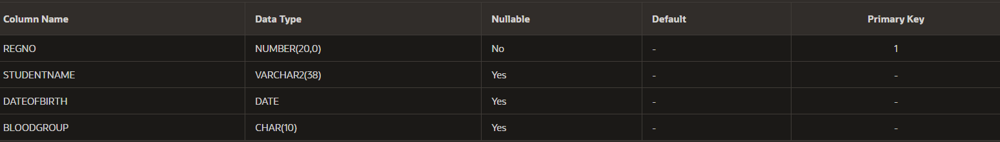 Column Name Data Type Nullable Default Primary Key
REGNO NUMBER(20,0) No - 1
STUDENTNAME VARCHAR2(38) Yes - -
DATEOFBIRTH DATE Yes - -
BLOODGROUP CHAR(10) Yes - -